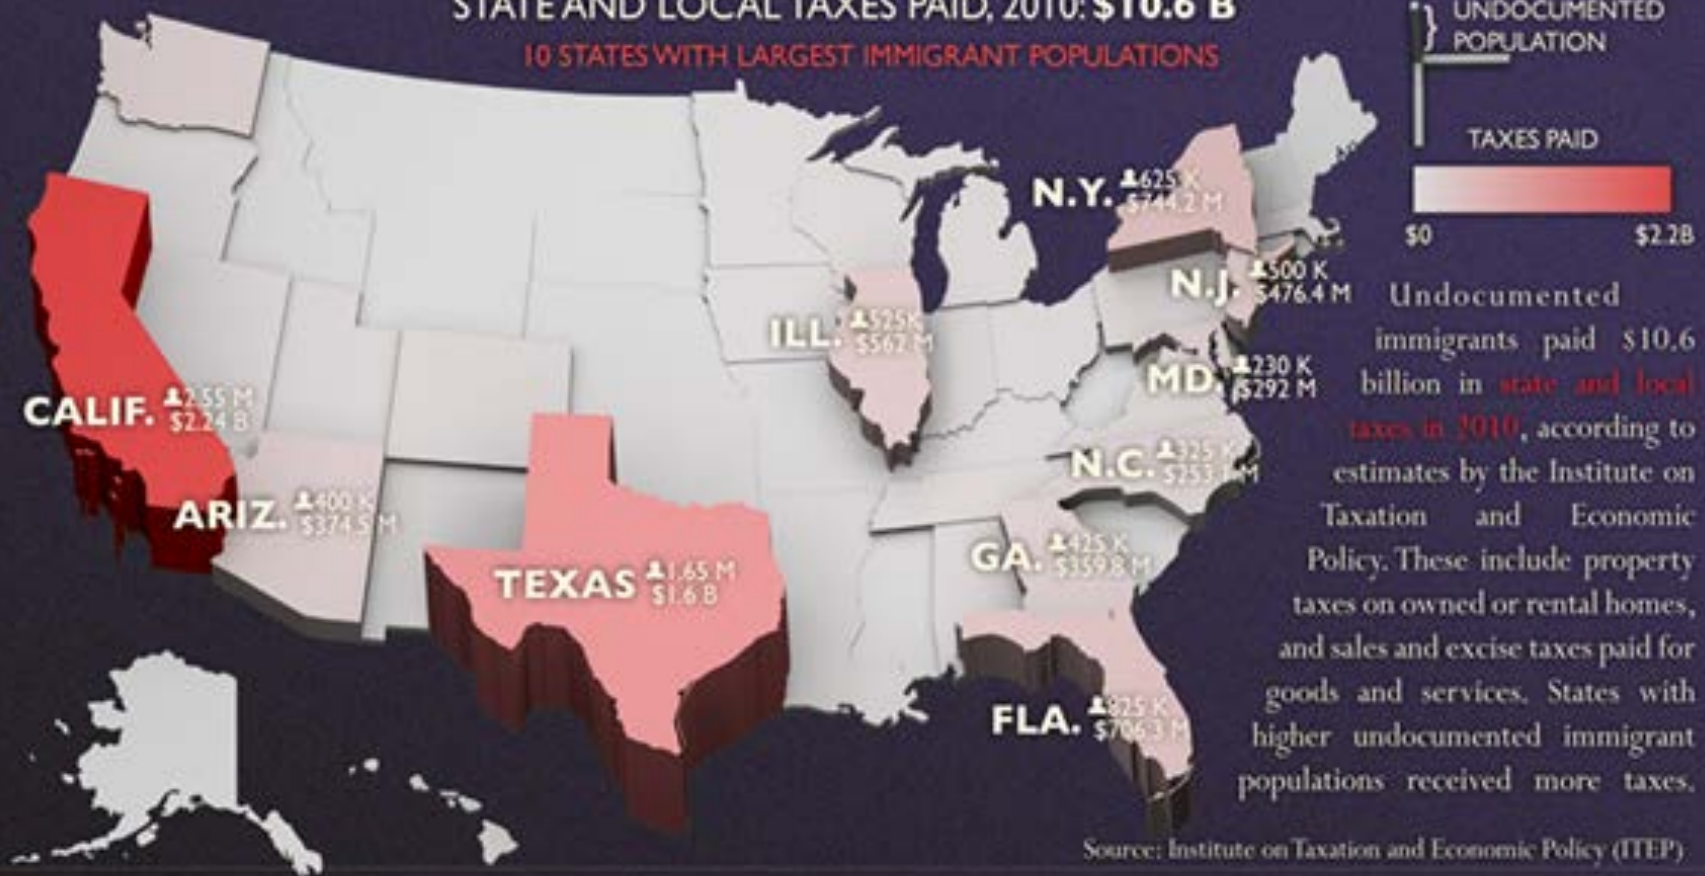 STATE AND LOCAL TAXES PAID, 2010: $10.6 B
10 STATES WITH LARGEST IMMIGRANT POPULATIONS
UNDOCUMENTED
POPULATION
TAXES PAID
$0
$2.2B
N.Y. 625 K
$744.2 M
N.J. 500 K
$476.4 M
ILL. 525K
$562 M
MD. 230 K
$292 M
CALIF. 2.55 M
$2.24 B
N.C. 325 K
M
ARIZ. 400 K
$374.5 M
GA. 425 K
$359.8 M
TEXAS 1.65 M
$1.6 B
FLA. 825 K
$706.3 M
Undocumented
immigrants paid $10.6
billion in state and local
taxes in 2010, according to
estimates by the Institute on
Taxation and Economic
Policy. These include property
taxes on owned or rental homes,
and sales and excise taxes paid for
goods and services. States with
higher undocumented immigrant
populations received more taxes.
Source: Institute on Taxation and Economic Policy (ITEP)